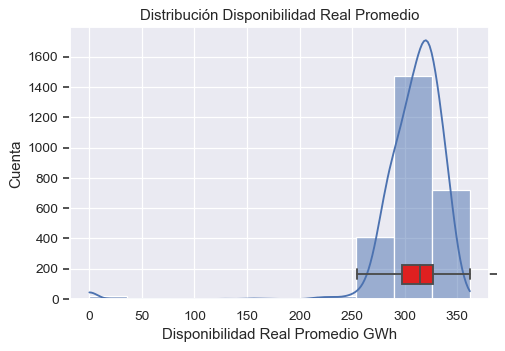 Distribución Disponibilidad Real Promedio
1600
1400
1200
1000
800
600
400
200
0
Cuenta
0 50 100 150 200 250 300 350
Disponibilidad Real Promedio GWh